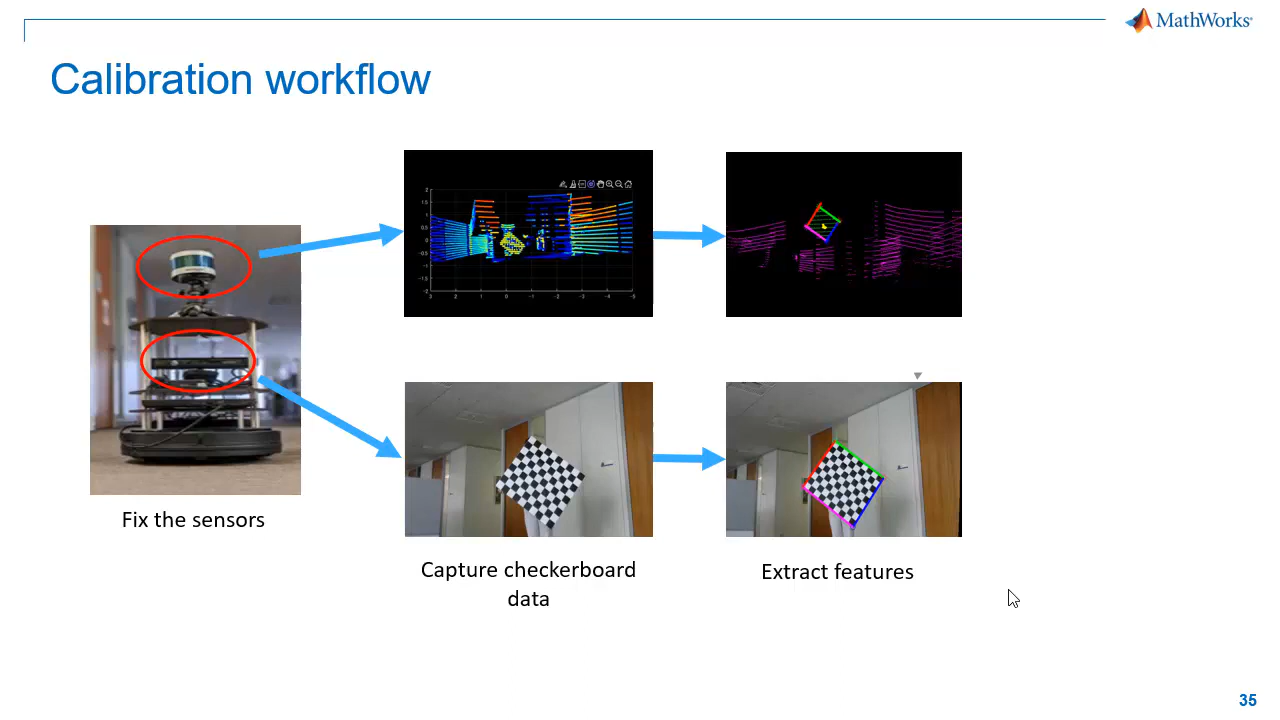 MathWorks
Calibration workflow
Fix the sensors
Capture checkerboard
data
Extract features
35